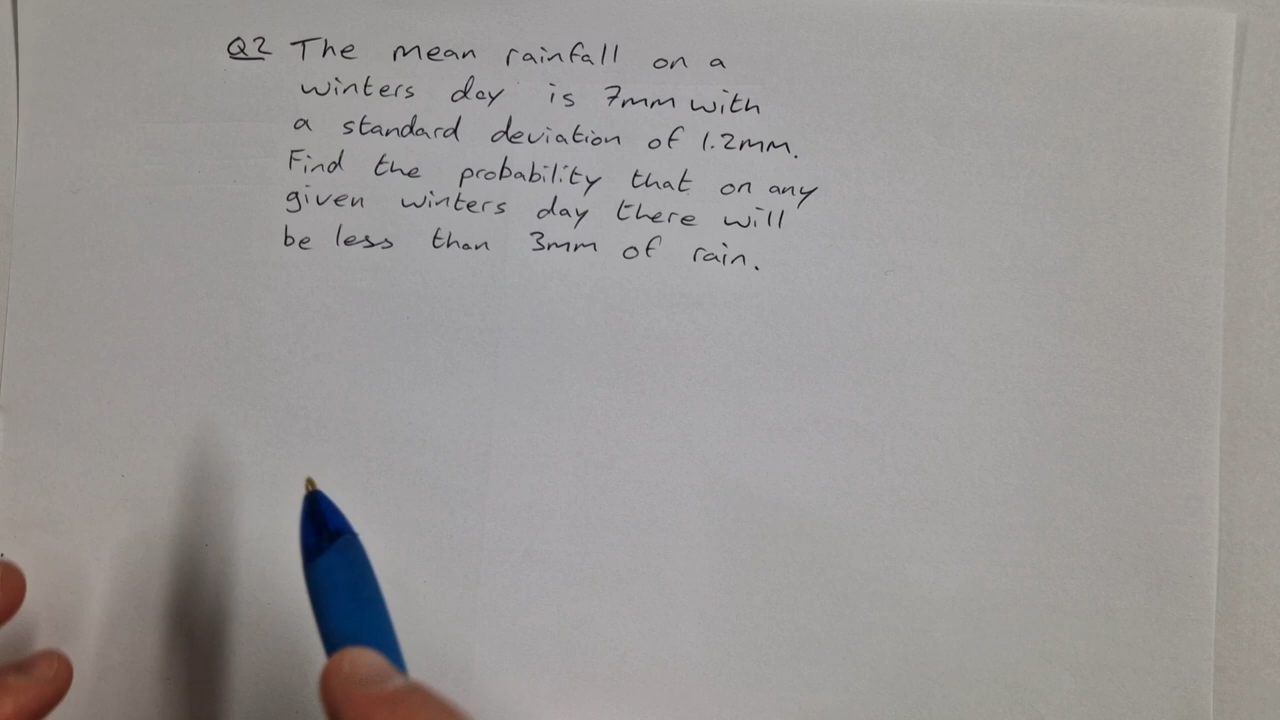 Q2 The mean rainfall on a
winters day is 7mm with
a standard deviation of 1.2mm.
Find the probability that on any
given winters day there will
be less than 3mm of rain.